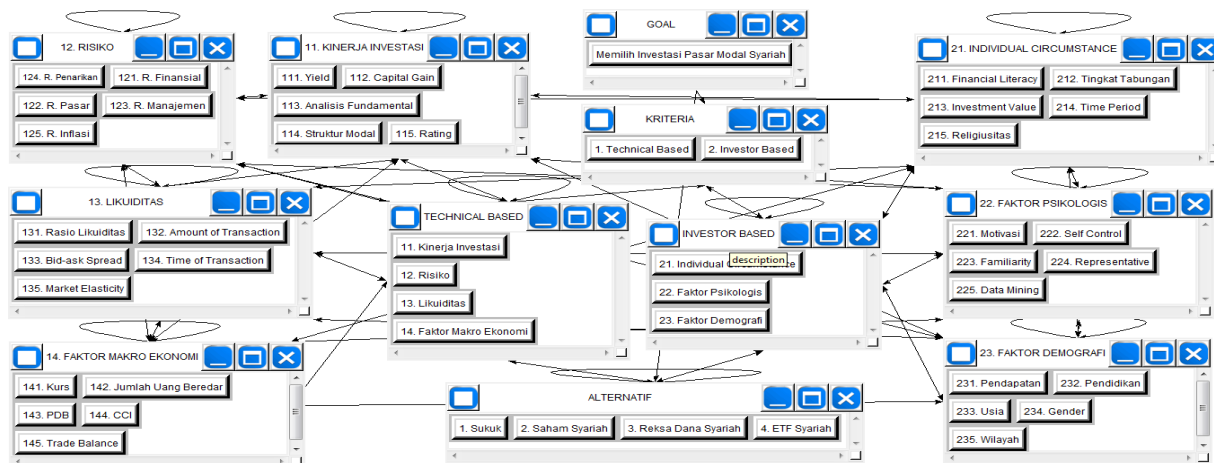 GOAL
Memilih Investasi Pasar Modal Syariah
12. RISIKO
124. R. Penarikan 121. R. Finansial
122. R. Pasar 123. R. Manajemen
125. R. Inflasi
11. KINERJA INVESTASI
111. Yield 112. Capital Gain
113. Analisis Fundamental
114. Struktur Modal 115. Rating
KRITERIA
1. Technical Based 2. Investor Based
21. INDIVIDUAL CIRCUMSTANCE
211. Financial Literacy 212. Tingkat Tabungan
213. Investment Value 214. Time Period
215. Religiusitas
13. LIKUIDITAS
131. Rasio Likuiditas 132. Amount of Transaction
133. Bid-ask Spread 134. Time of Transaction
135. Market Elasticity
TECHNICAL BASED
11. Kinerja Investasi
12. Risiko
13. Likuiditas
14. Faktor Makro Ekonomi
INVESTOR BASED
description
21. Individual Circumstance
22. Faktor Psikologis
23. Faktor Demografi
22. FAKTOR PSIKOLOGIS
221. Motivasi 222. Self Control
223. Familiarity 224. Representative
225. Data Mining
14. FAKTOR MAKRO EKONOMI
141. Kurs 142. Jumlah Uang Beredar
143. PDB 144. CCI
145. Trade Balance
ALTERNATIF
1. Sukuk 2. Saham Syariah 3. Reksa Dana Syariah 4. ETF Syariah
23. FAKTOR DEMOGRAFI
231. Pendapatan 232. Pendidikan
233. Usia 234. Gender
235. Wilayah